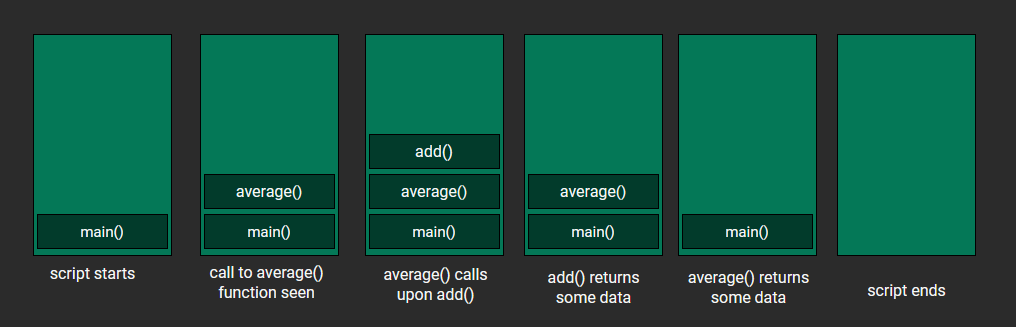 main()
script starts
average()
main()
call to average()
function seen
add()
average()
main()
average() calls
upon add()
average()
main()
add() returns
some data
main()
average() returns
some data
script ends